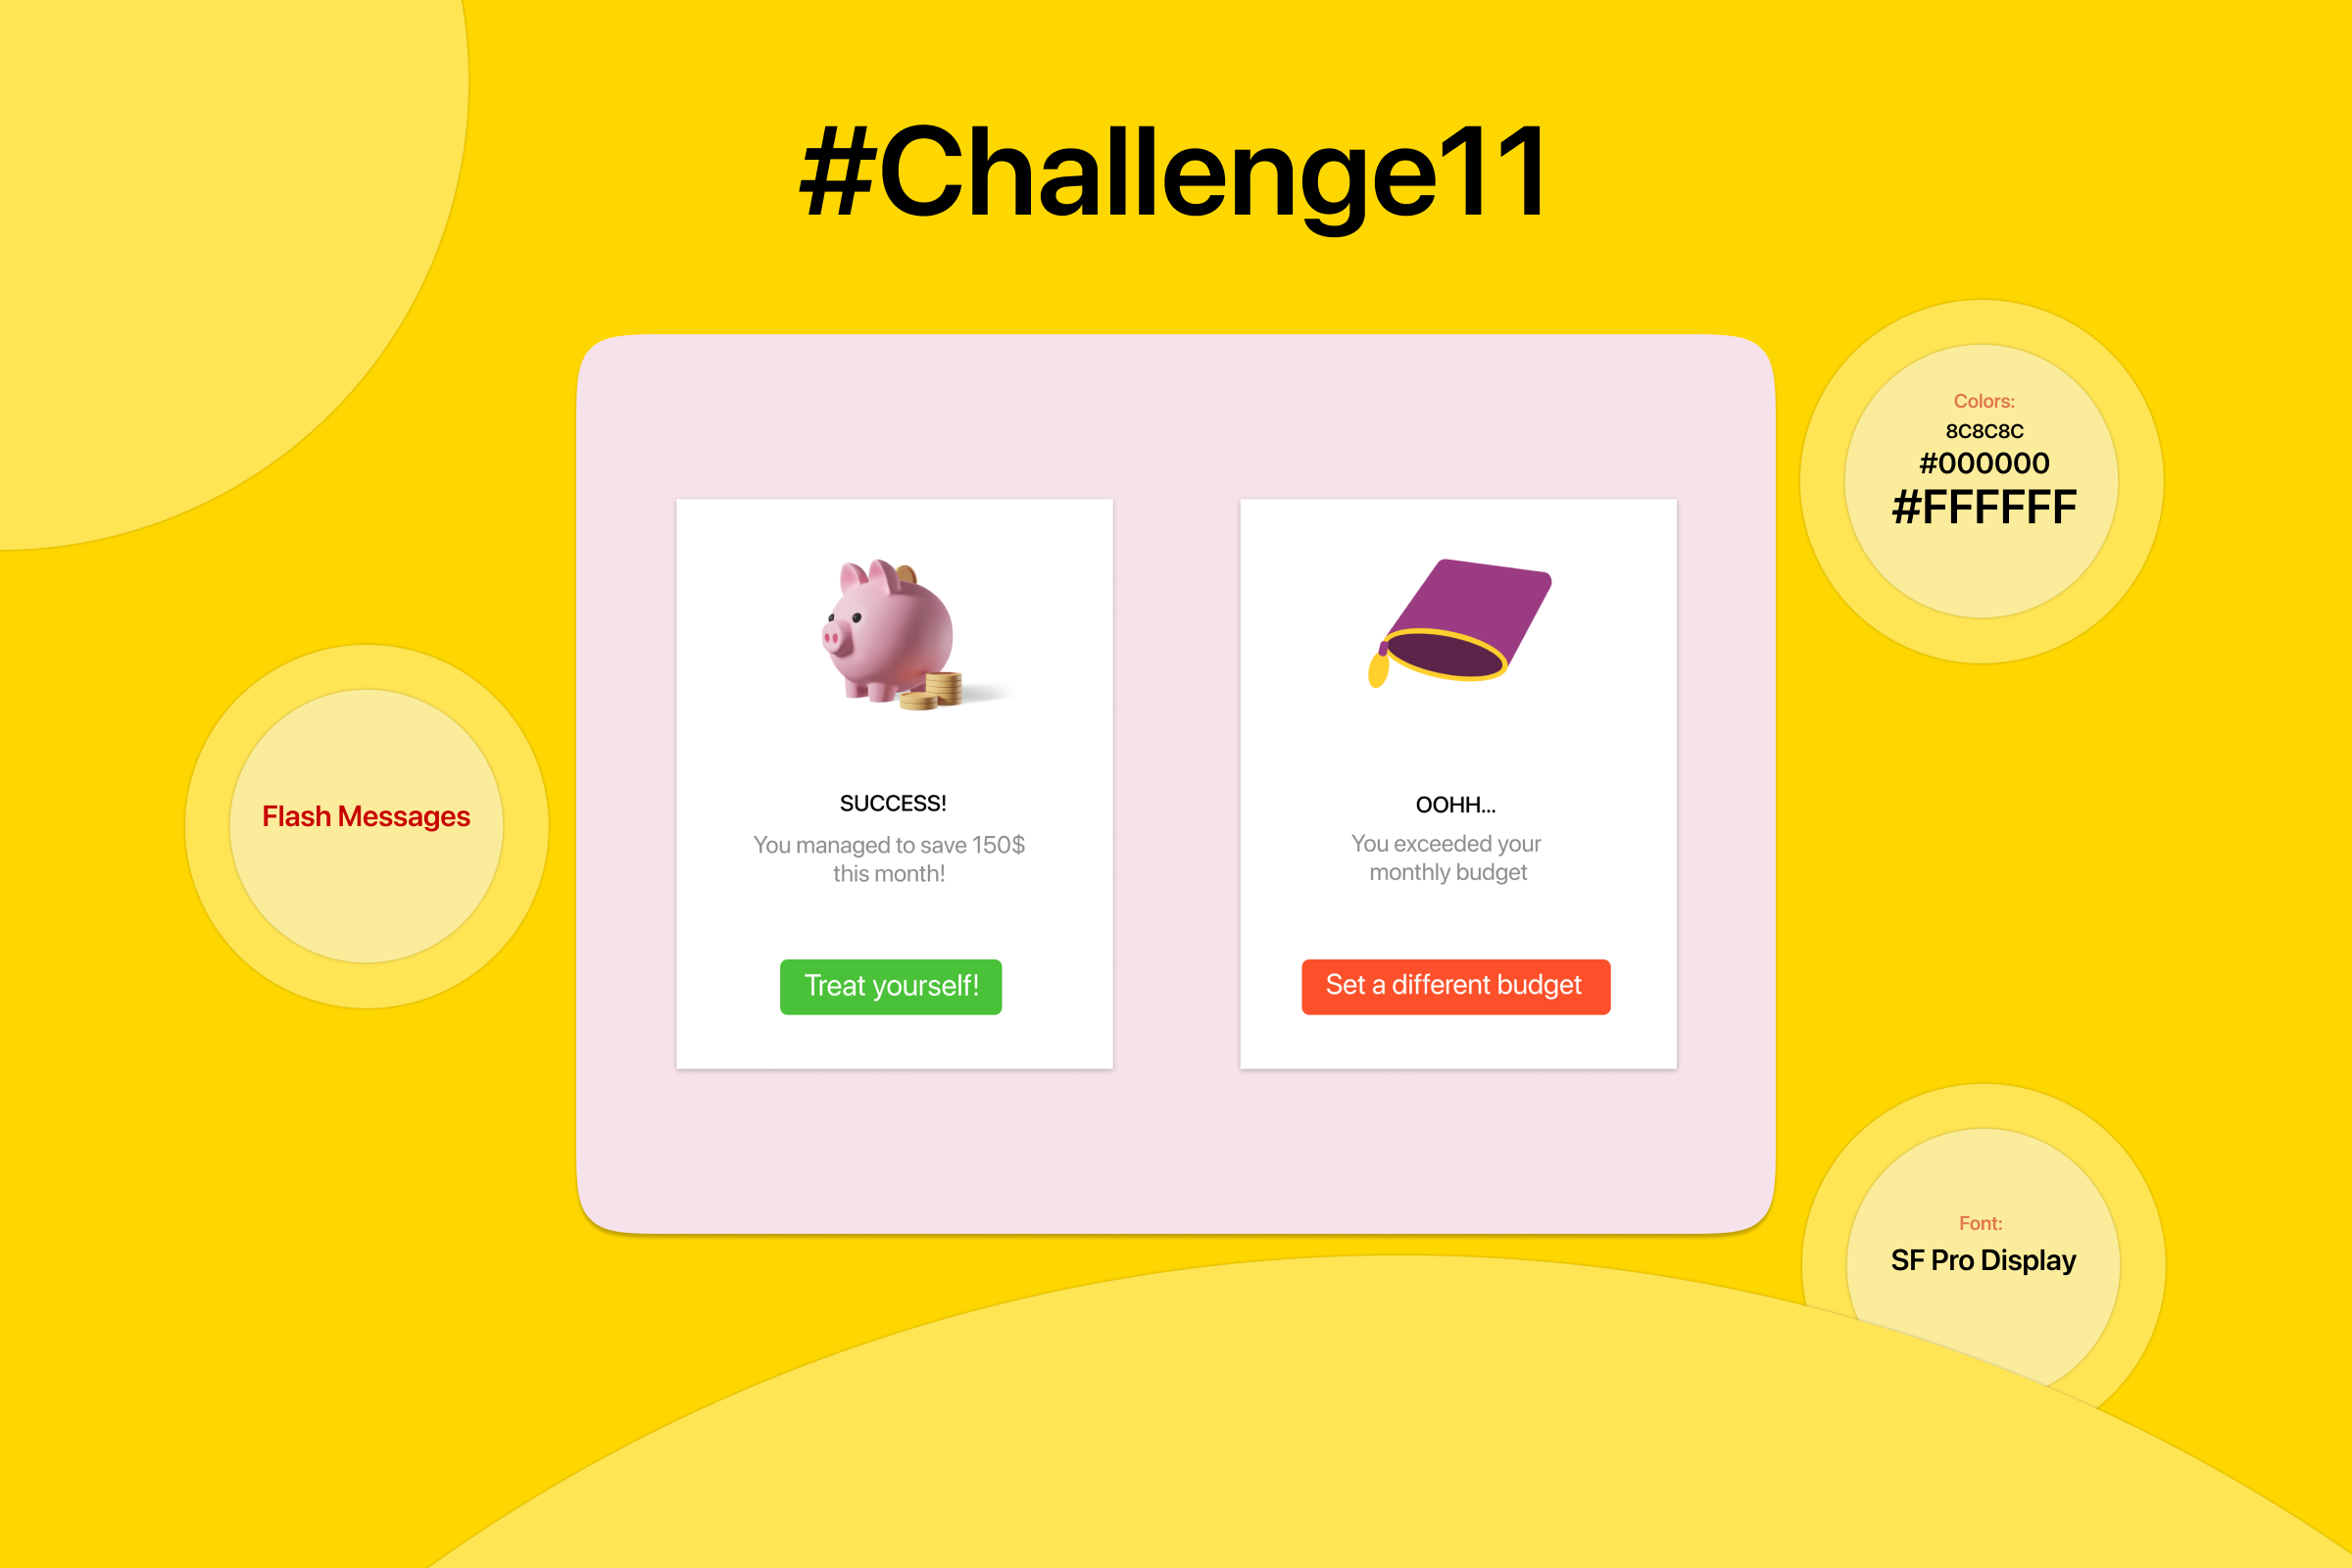 #Challenge11
Colors:
8C8C8C
#000000
#FFFFFF
Flash Messages
SUCCESS!
You managed to save 150$
this month!
Treat yourself!
OOHH...
You exceeded your
monthly budget
Set a different budget
Font:
SF Pro Display